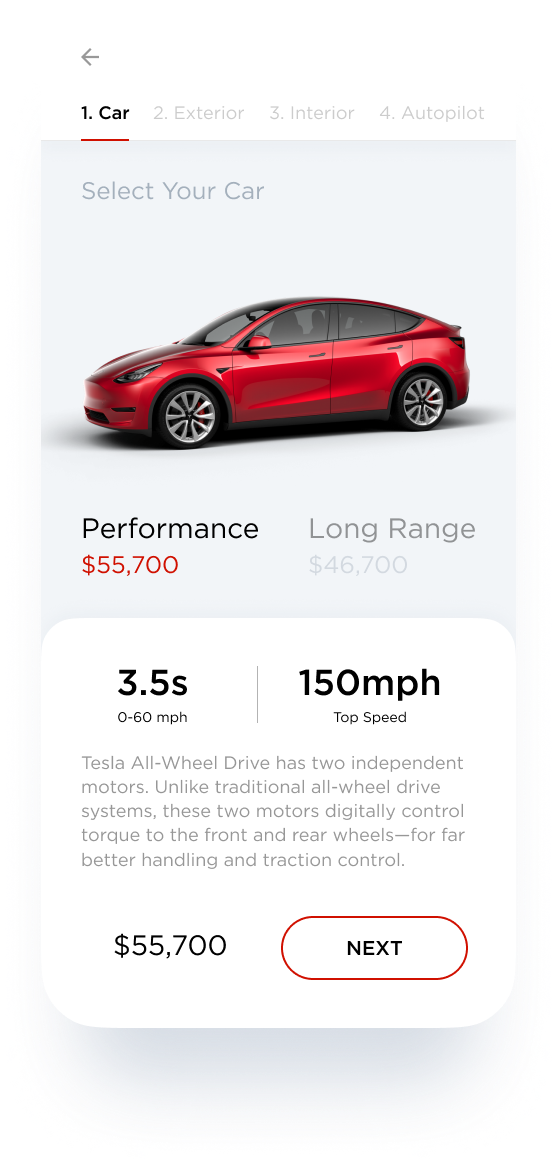 1. Car 2. Exterior 3. Interior 4. Autopilot
Select Your Car
Performance Long Range
$55,700 $46,700
3.5s 150mph
0-60 mph Top Speed
Tesla All-Wheel Drive has two independent
motors. Unlike traditional all-wheel drive
systems, these two motors digitally control
torque to the front and rear wheels—for far
better handling and traction control.
$55,700 NEXT